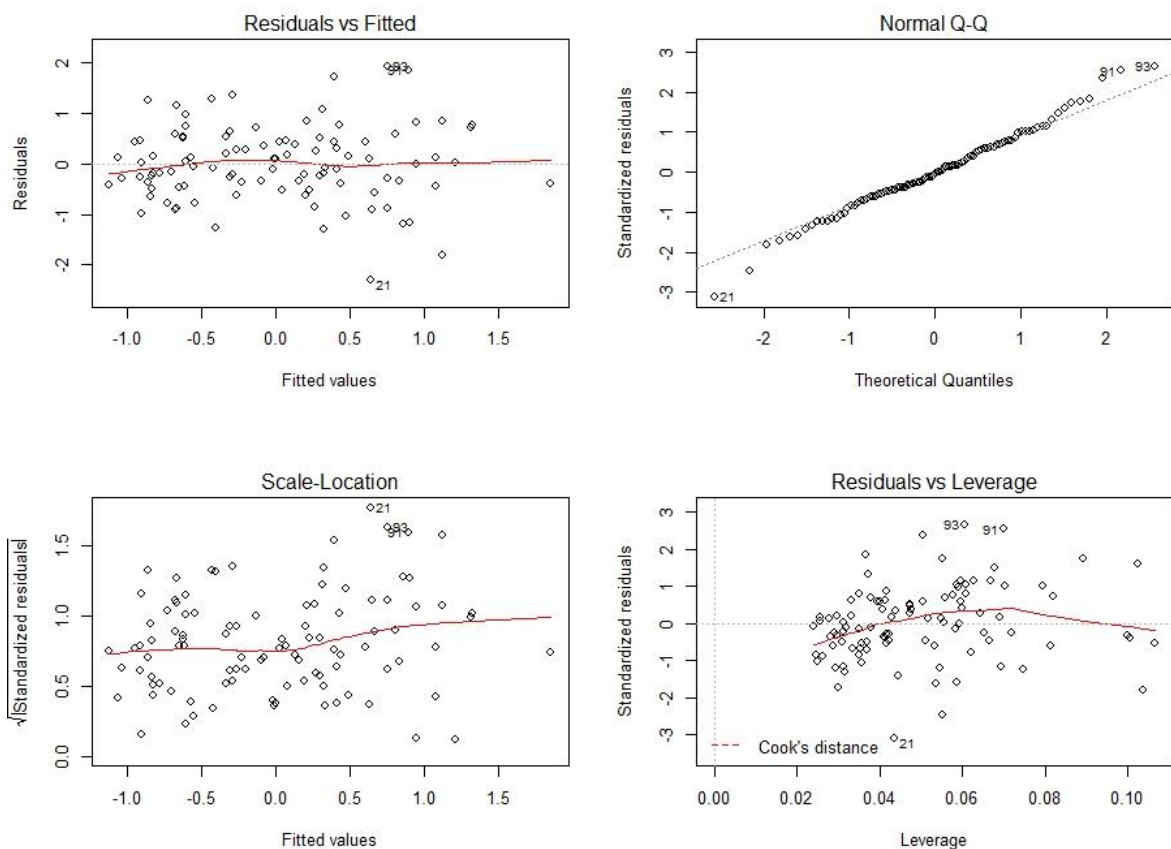 Residuals vs Fitted
Residuals
2
1
0
-1
-2
93
91
21
-1.0 -0.5 0.0 0.5 1.0 1.5
Fitted values
Normal Q-Q
Standardized residuals
3
2
1
0
-1
-2
-3
91 93
21
-2 -1 0 1 2
Theoretical Quantiles
Scale-Location
√|Standardized residuals|
1.5
1.0
0.5
0.0
21
93
91
-1.0 -0.5 0.0 0.5 1.0 1.5
Fitted values
Residuals vs Leverage
Standardized residuals
3
2
1
0
-1
-2
-3
93 91
Cook's distance
21
0.00 0.02 0.04 0.06 0.08 0.10
Leverage